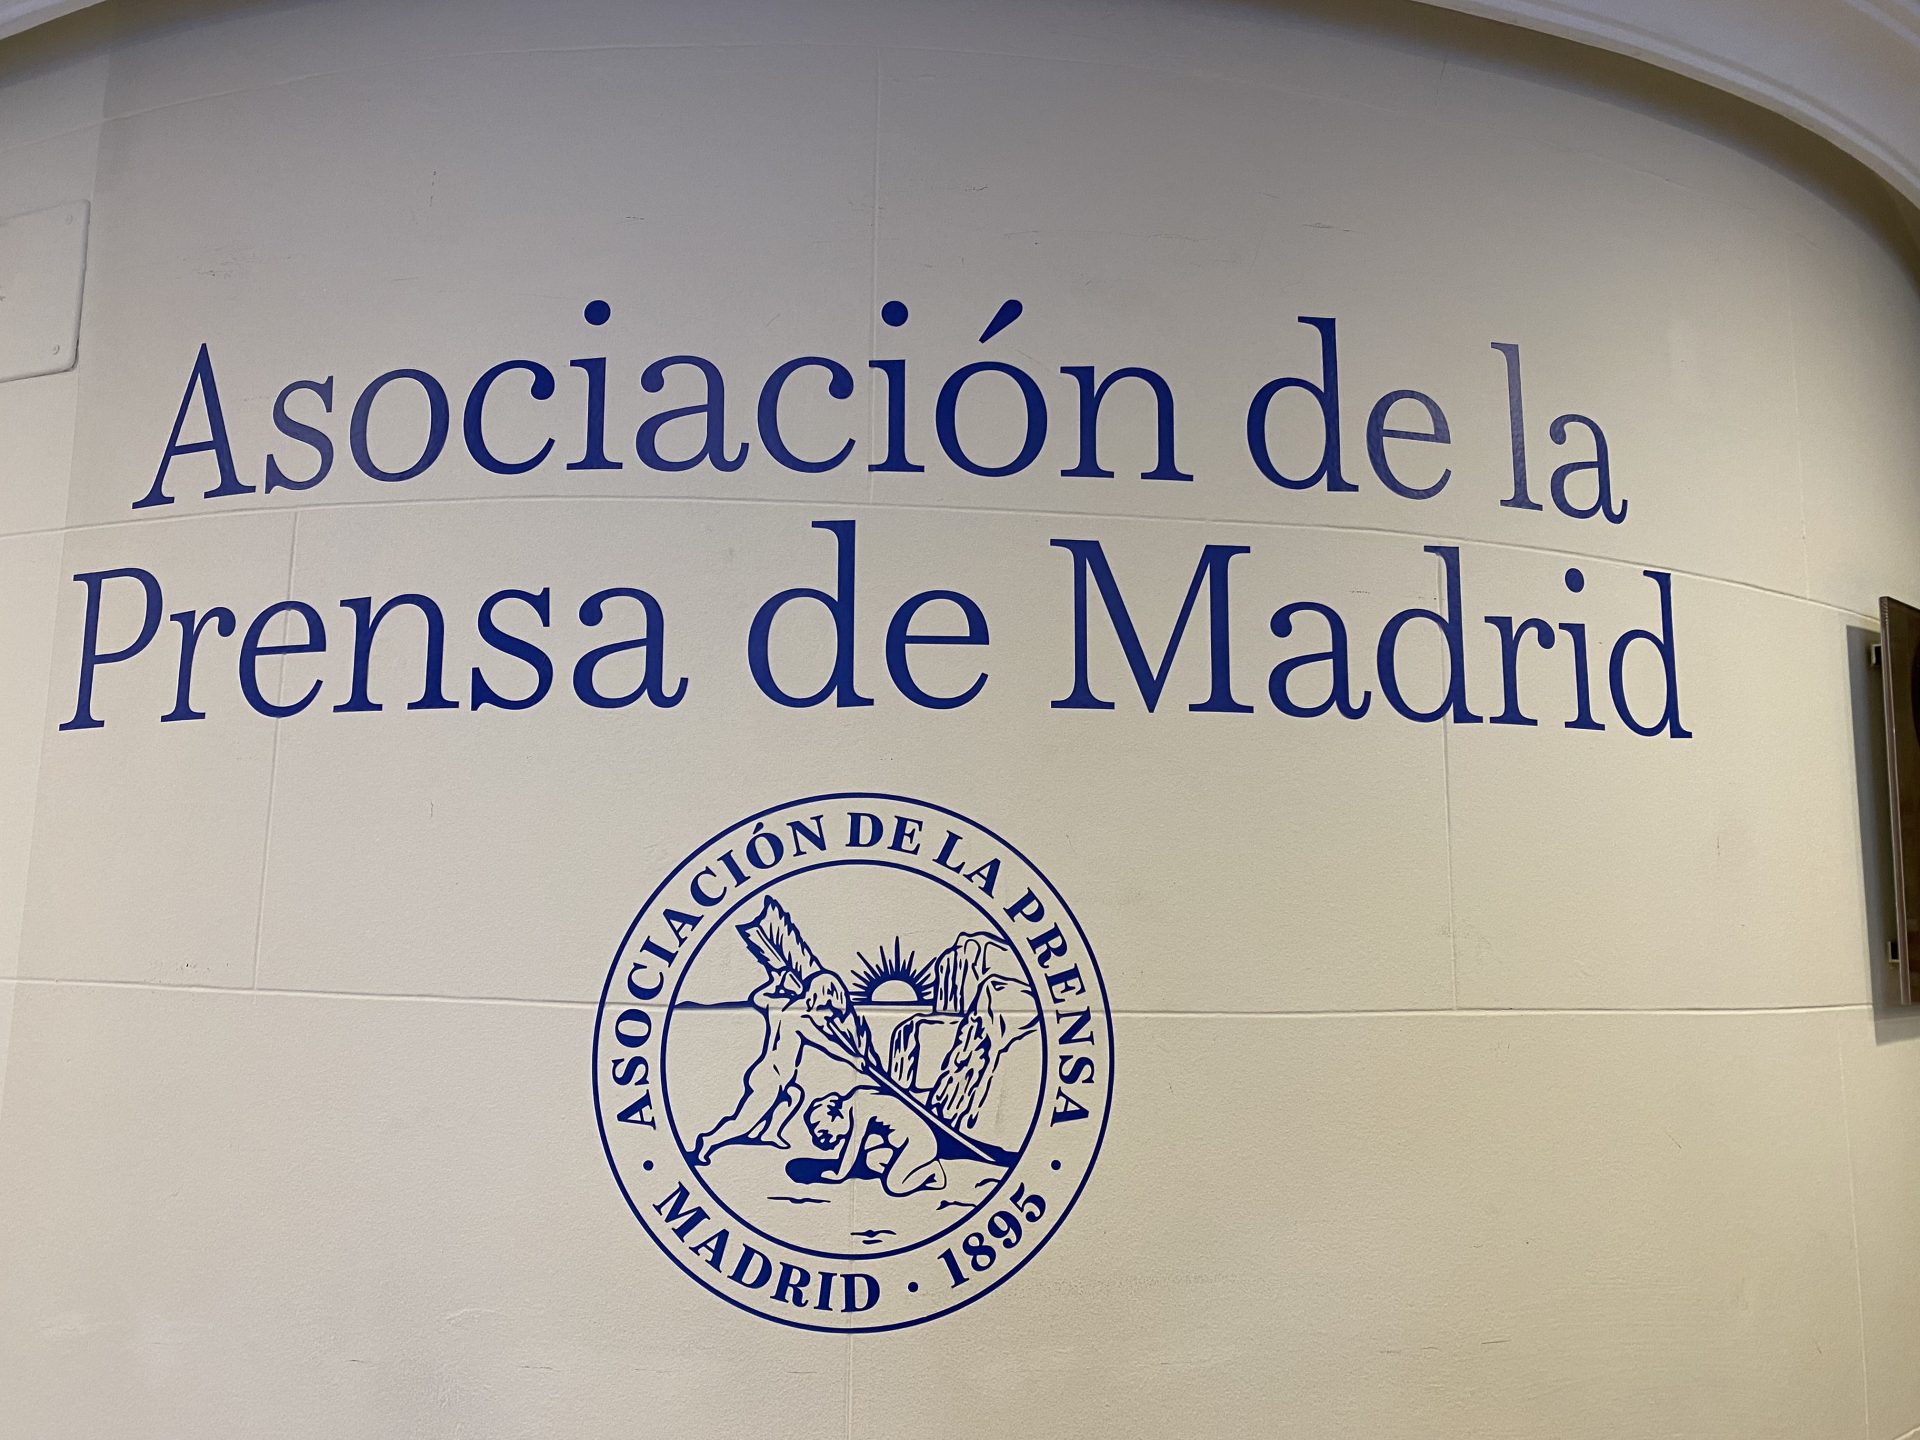 Asociación de la
Prensa de Madrid
ASOCIACIÓN DE LA PRENSA
· MADRID · 1895 ·